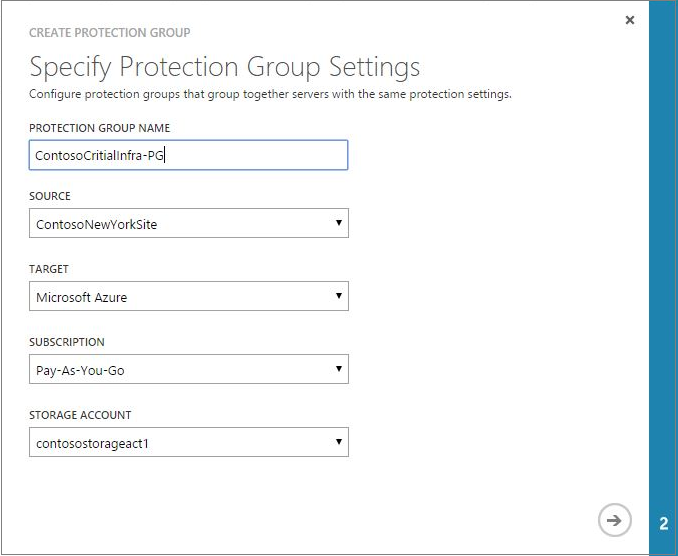 CREATE PROTECTION GROUP
Specify Protection Group Settings
Configure protection groups that group together servers with the same protection settings.
PROTECTION GROUP NAME
ContosoCritialInfra-PG
SOURCE
ContosoNewYorkSite
TARGET
Microsoft Azure
SUBSCRIPTION
Pay-As-You-Go
STORAGE ACCOUNT
contosostorageact1
2